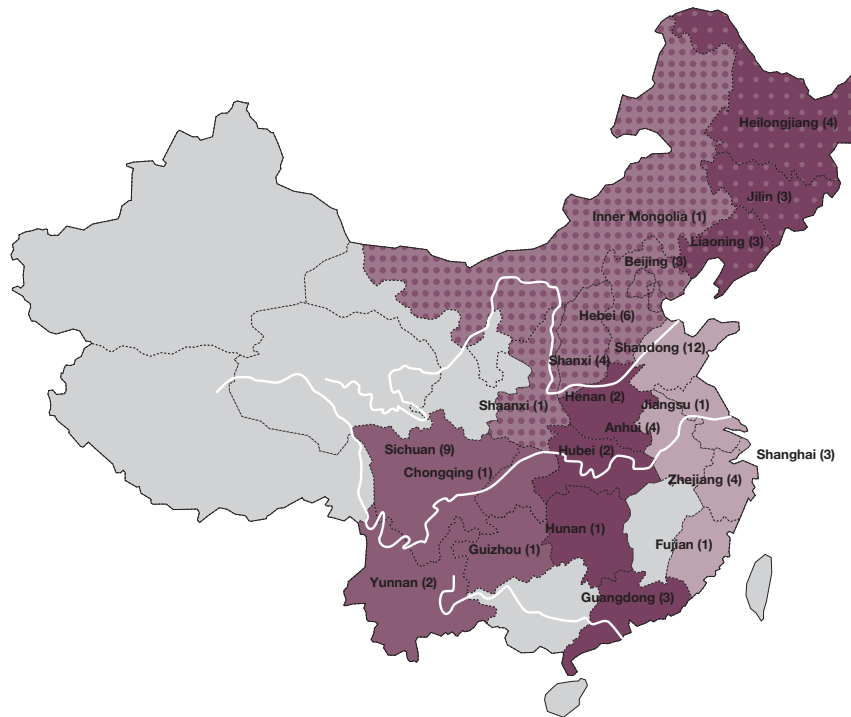 Heilongjiang (4)
Jilin (3)
Inner Mongolia (1)
Liaoning (3)
Beijing (3)
Hebei (6)
Shandong (12)
Shanxi (4)
Henan (2)
Shaanxi (1)
Jiangsu (1)
Anhui (4)
Sichuan (9)
Hubei (2)
Shanghai (3)
Chongqing (1)
Zhejiang (4)
Hunan (1)
Guizhou (1)
Fujian (1)
Yunnan (2)
Guangdong (3)